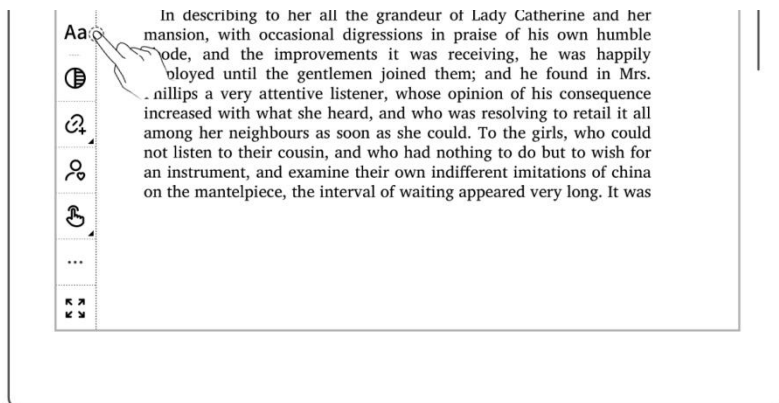 In describing to her all the grandeur of Lady Catherine and her
Aa
mansion, with occasional digressions in praise of his own humble
ode, and the improvements it was receiving, he was happily
ployed until the gentlemen joined them; and he found in Mrs.
hillips a very attentive listener, whose opinion of his consequence
increased with what she heard, and who was resolving to retail it all
among her neighbours as soon as she could. To the girls, who could
not listen to their cousin, and who had nothing to do but to wish for
an instrument, and examine their own indifferent imitations of china
on the mantelpiece, the interval of waiting appeared very long. It was